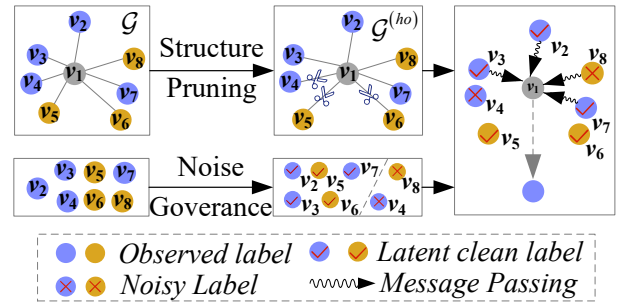 𝒢
v2
v3
v8
v4
v1
v7
v5
v6
Structure
Pruning
𝒢(ho)
v2
v3
v8
v4
v1
v7
v5
v6
v3
v2
v8
v1
v4
v7
v5
v6
v2
v3
v5
v7
v4
v6
v8
Noise
Goverance
v2
v5
v7
v8
v3
v6
v4
Observed label
Latent clean label
Noisy Label
Message Passing